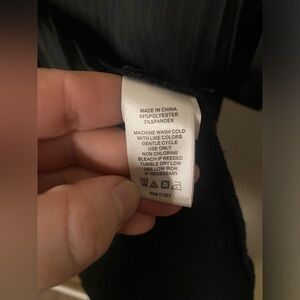 MADE IN CHINA
98%POLYESTER
2%SPANDEX
MACHINE WASH COLD
WITH LIKE COLORS
GENTLE CYCLE
USE ONLY
NON CHLORINE
BLEACH IF NEEDED
TUMBLE DRY LOW
USE LOW IRON
IF NECESSARY